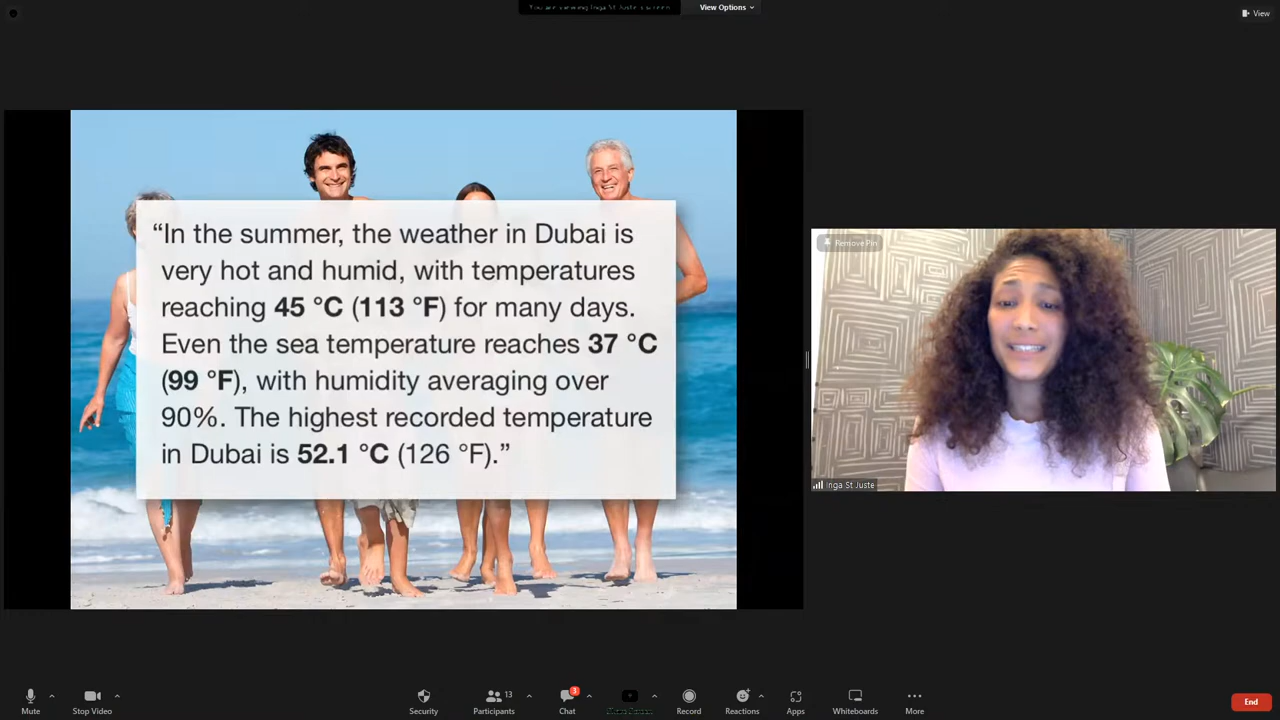 View Options
View
Remove Pin
“In the summer, the weather in Dubai is
very hot and humid, with temperatures
reaching 45 °C (113 °F) for many days.
Even the sea temperature reaches 37 °C
(99 °F), with humidity averaging over
90%. The highest recorded temperature
in Dubai is 52.1 °C (126 °F).”
Inga St Juste
Mute
Stop Video
Security
13
Participants
3
Chat
Record
Reactions
Apps
Whiteboards
More
End